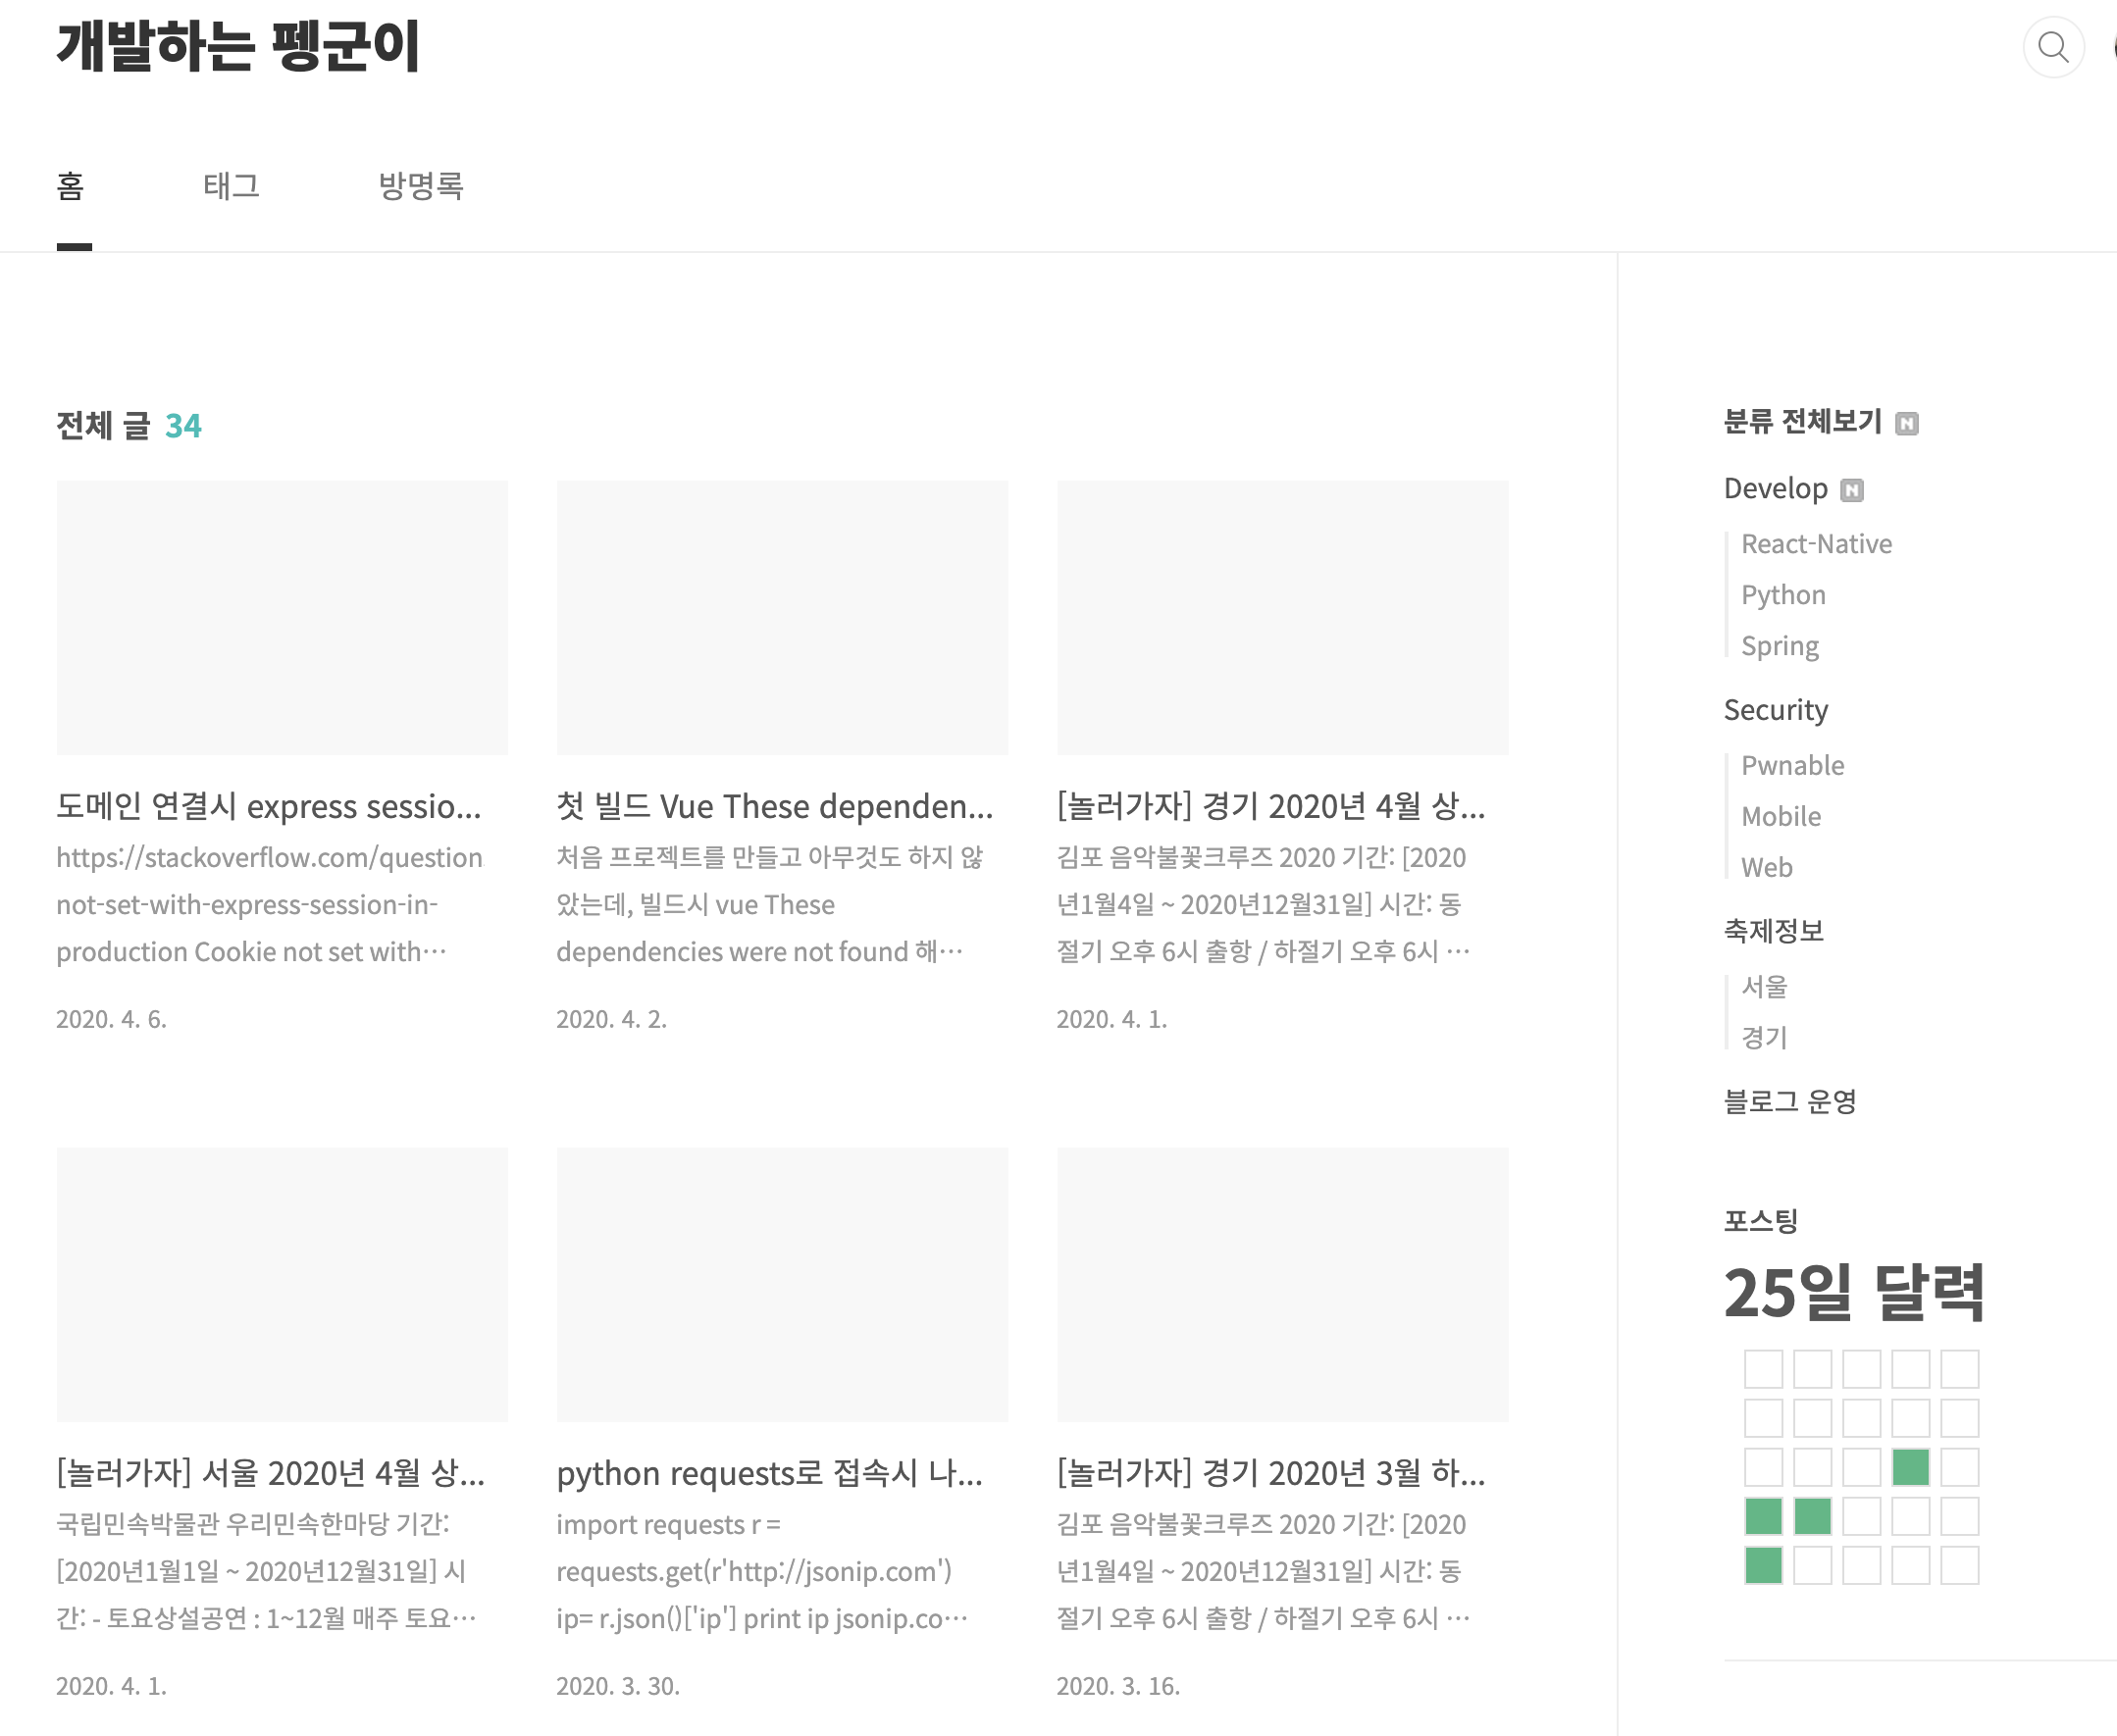 개발하는 펭군이
홈
태그
방명록
전체 글 34
도메인 연결시 express sessio...
https://stackoverflow.com/question
not-set-with-express-session-in-
production Cookie not set with…
2020. 4. 6.
첫 빌드 Vue These dependen...
처음 프로젝트를 만들고 아무것도 하지 않
았는데, 빌드시 vue These
dependencies were not found 해…
2020. 4. 2.
[놀러가자] 경기 2020년 4월 상...
김포 음악불꽃크루즈 2020 기간: [2020
년1월4일 ~ 2020년12월31일] 시간: 동
절기 오후 6시 출항 / 하절기 오후 6시 …
2020. 4. 1.
[놀러가자] 서울 2020년 4월 상...
국립민속박물관 우리민속한마당 기간:
[2020년1월1일 ~ 2020년12월31일] 시
간: - 토요상설공연 : 1~12월 매주 토요…
2020. 4. 1.
python requests로 접속시 나...
import requests r =
requests.get(r'http://jsonip.com')
ip= r.json()['ip'] print ip jsonip.co…
2020. 3. 30.
[놀러가자] 경기 2020년 3월 하...
김포 음악불꽃크루즈 2020 기간: [2020
년1월4일 ~ 2020년12월31일] 시간: 동
절기 오후 6시 출항 / 하절기 오후 6시 …
2020. 3. 16.
분류 전체보기 N
Develop N
React-Native
Python
Spring
Security
Pwnable
Mobile
Web
축제정보
서울
경기
블로그 운영
포스팅
25일 달력